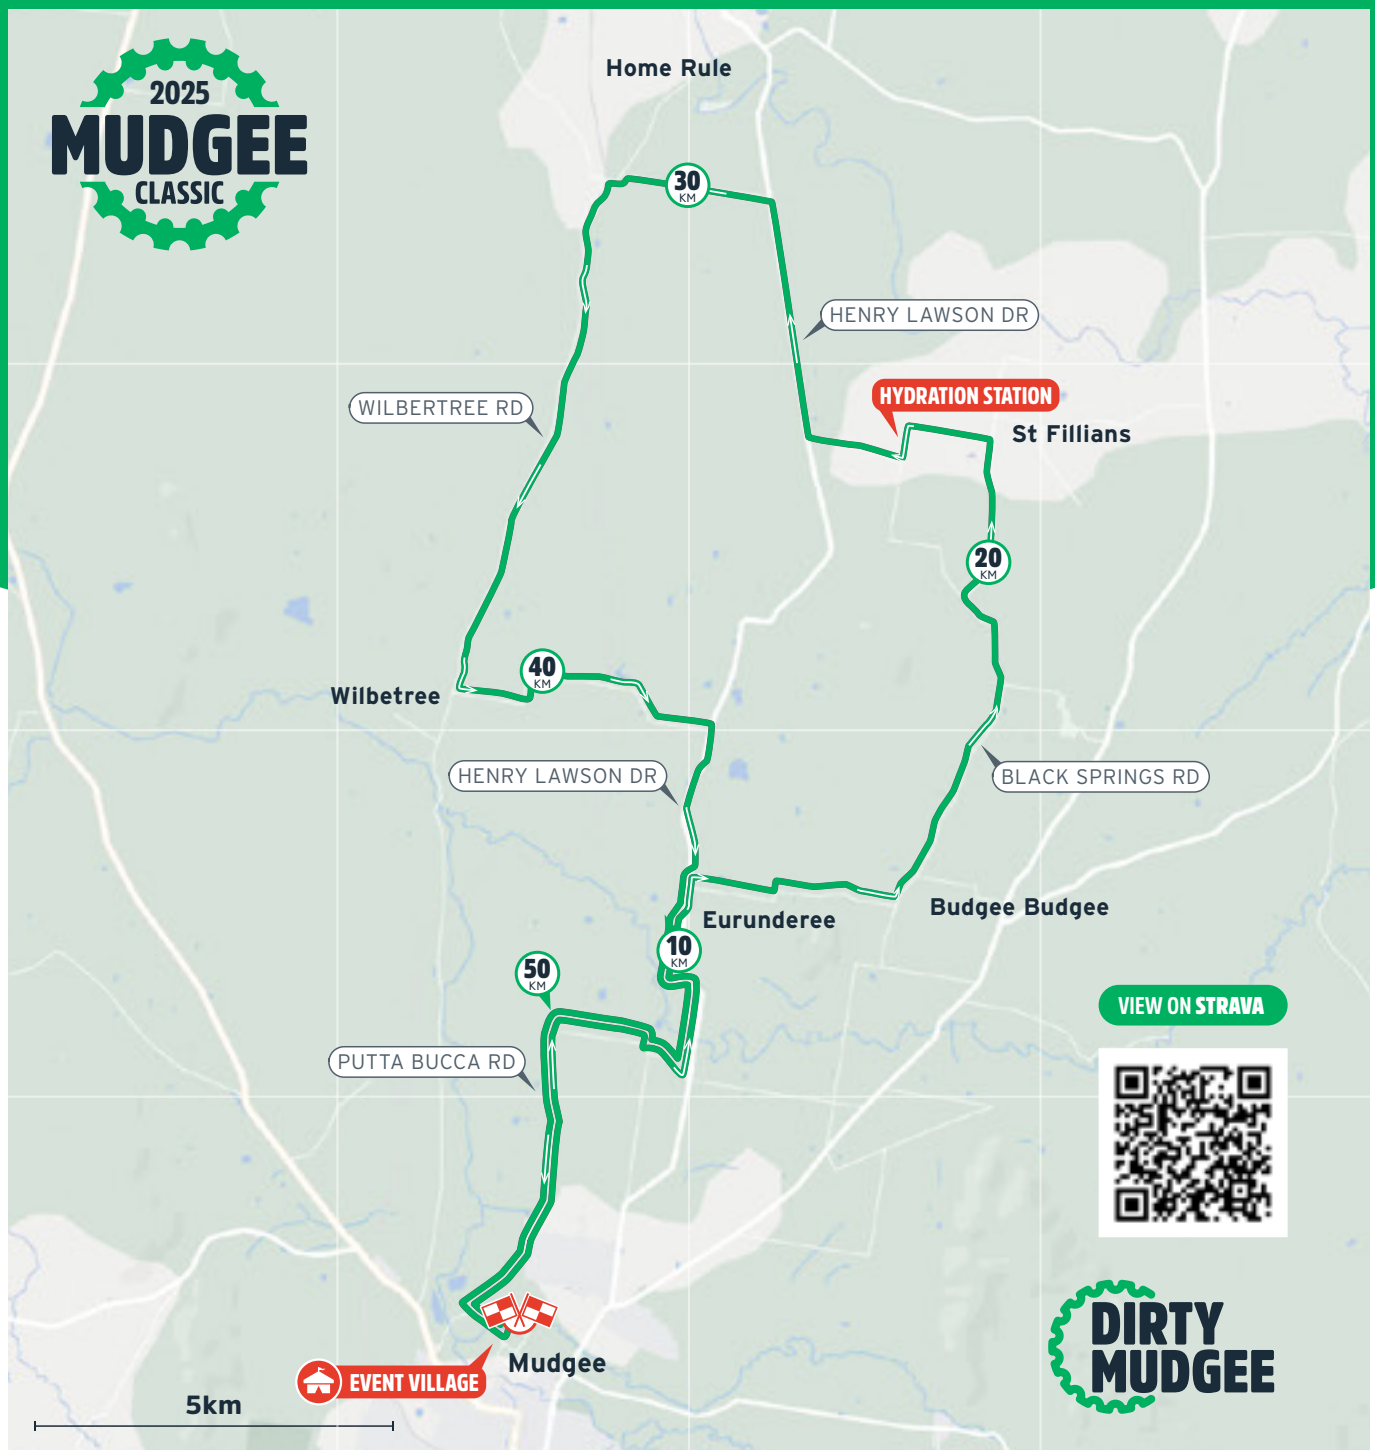 2025
MUDGEE
CLASSIC
Home Rule
30
KM
HENRY LAWSON DR
HYDRATION STATION
WILBERTREE RD
St Fillians
20
KM
40
KM
Wilbetree
HENRY LAWSON DR
BLACK SPRINGS RD
Budgee Budgee
Eurunderee
10
KM
50
KM
VIEW ON STRAVA
PUTTA BUCCA RD
DIRTY
MUDGEE
Mudgee
EVENT VILLAGE
5km